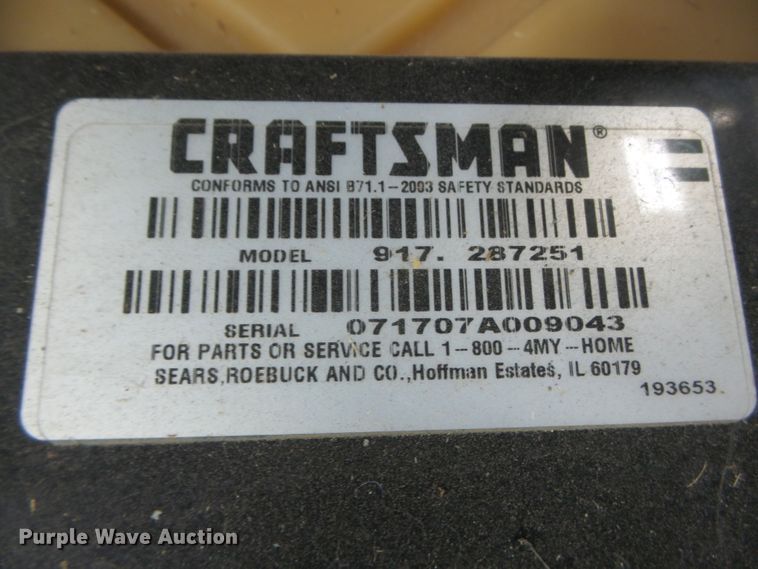 CRAFTSMAN®
CONFORMS TO ANSI B71.1-2003 SAFETY STANDARDS
MODEL 917. 287251
SERIAL 071707A009043
FOR PARTS OR SERVICE CALL 1-800-4MY-HOME
SEARS,ROEBUCK AND CO.,Hoffman Estates, IL 60179
193653
Purple Wave Auction